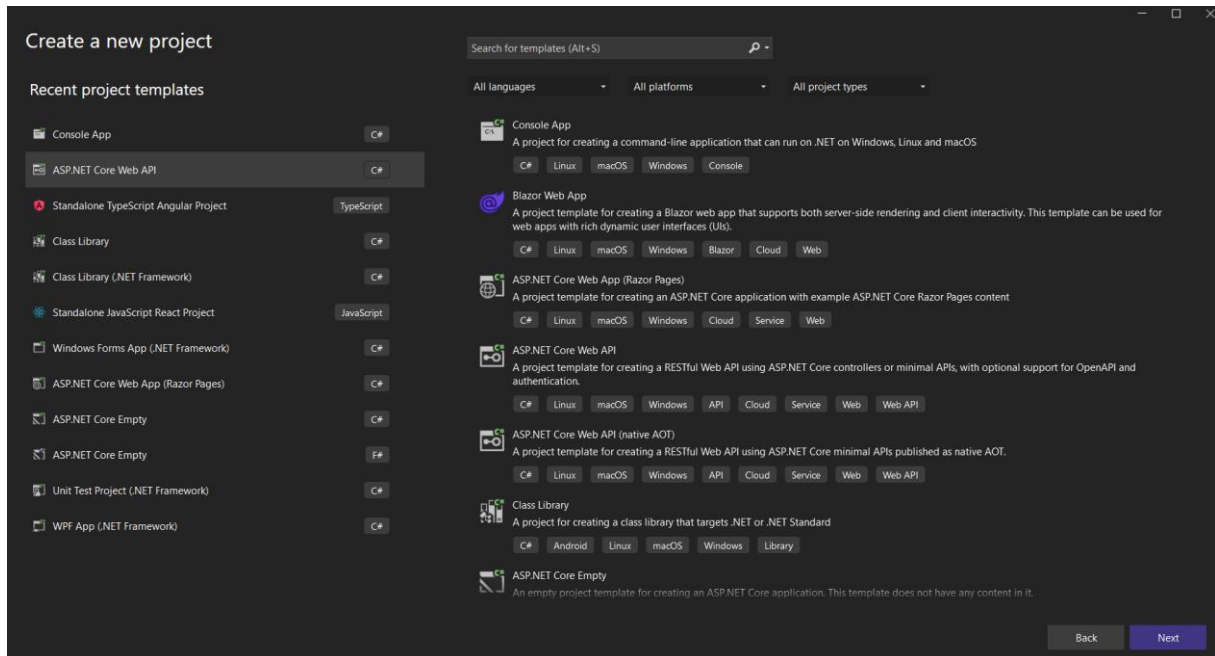 Create a new project
Recent project templates
Console App C#
ASP.NET Core Web API C#
Standalone TypeScript Angular Project TypeScript
Class Library C#
Class Library (.NET Framework) C#
Standalone JavaScript React Project JavaScript
Windows Forms App (.NET Framework) C#
ASP.NET Core Web App (Razor Pages) C#
ASP.NET Core Empty C#
ASP.NET Core Empty F#
Unit Test Project (.NET Framework) C#
WPF App (.NET Framework) C#
Search for templates (Alt+S)
All languages All platforms All project types
Console App
A project for creating a command-line application that can run on .NET on Windows, Linux and macOS
C# Linux macOS Windows Console
Blazor Web App
A project template for creating a Blazor web app that supports both server-side rendering and client interactivity. This template can be used for
web apps with rich dynamic user interfaces (UIs).
C# Linux macOS Windows Blazor Cloud Web
ASP.NET Core Web App (Razor Pages)
A project template for creating an ASP.NET Core application with example ASP.NET Core Razor Pages content
C# Linux macOS Windows Cloud Service Web
ASP.NET Core Web API
A project template for creating a RESTful Web API using ASP.NET Core controllers or minimal APIs, with optional support for OpenAPI and
authentication.
C# Linux macOS Windows API Cloud Service Web Web API
ASP.NET Core Web API (native AOT)
A project template for creating a RESTful Web API using ASP.NET Core minimal APIs published as native AOT.
C# Linux macOS Windows API Cloud Service Web Web API
Class Library
A project for creating a class library that targets .NET or .NET Standard
C# Android Linux macOS Windows Library
ASP.NET Core Empty
An empty project template for creating an ASP.NET Core application. This template does not have any content in it.
Back Next